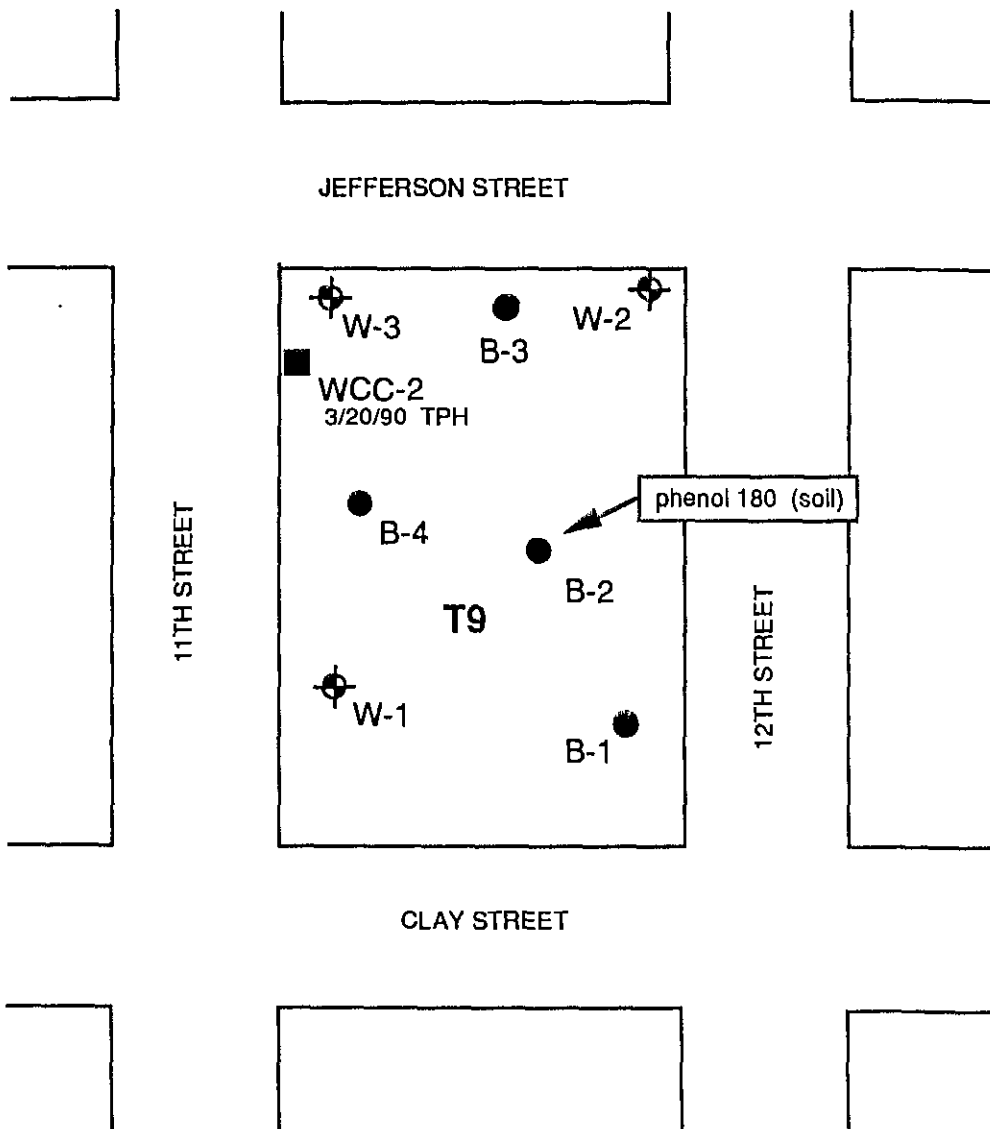 JEFFERSON STREET
W-3
B-3
W-2
WCC-2
3/20/90 TPH
phenol 180 (soil)
B-4
B-2
11TH STREET
T9
12TH STREET
W-1
B-1
CLAY STREET